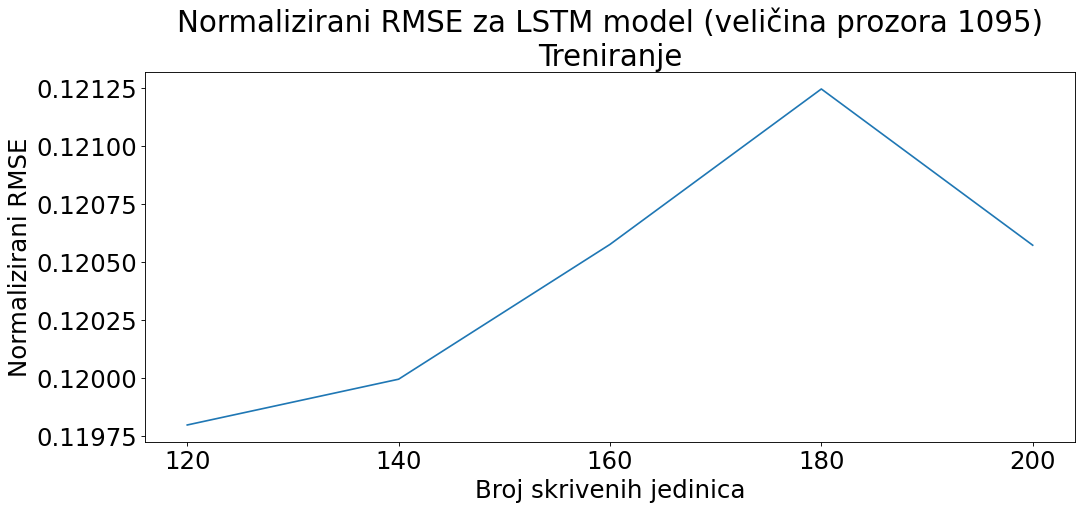 Normalizirani RMSE za LSTM model (veličina prozora 1095)
Treniranje
Normalizirani RMSE
0.12125
0.12100
0.12075
0.12050
0.12025
0.12000
0.11975
120 140 160 180 200
Broj skrivenih jedinica